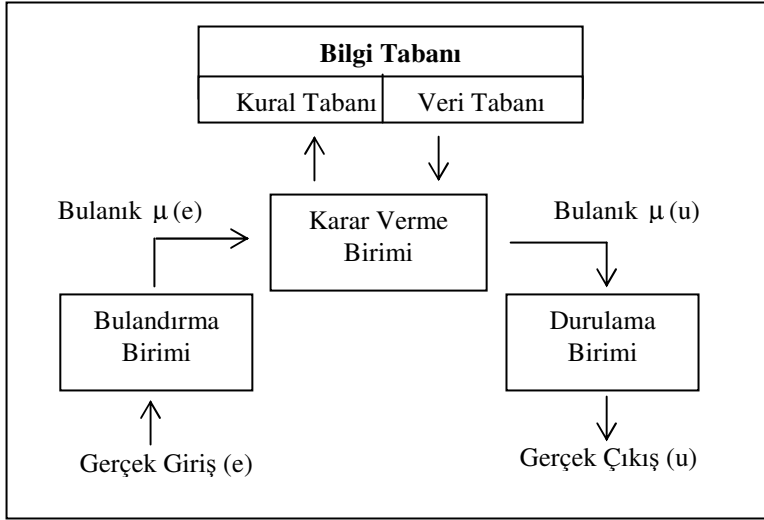 Bilgi Tabanı
Kural Tabanı Veri Tabanı
Bulanık μ (e)
Karar Verme
Birimi
Bulanık μ (u)
Bulandırma
Birimi
Durulama
Birimi
Gerçek Giriş (e)
Gerçek Çıkış (u)